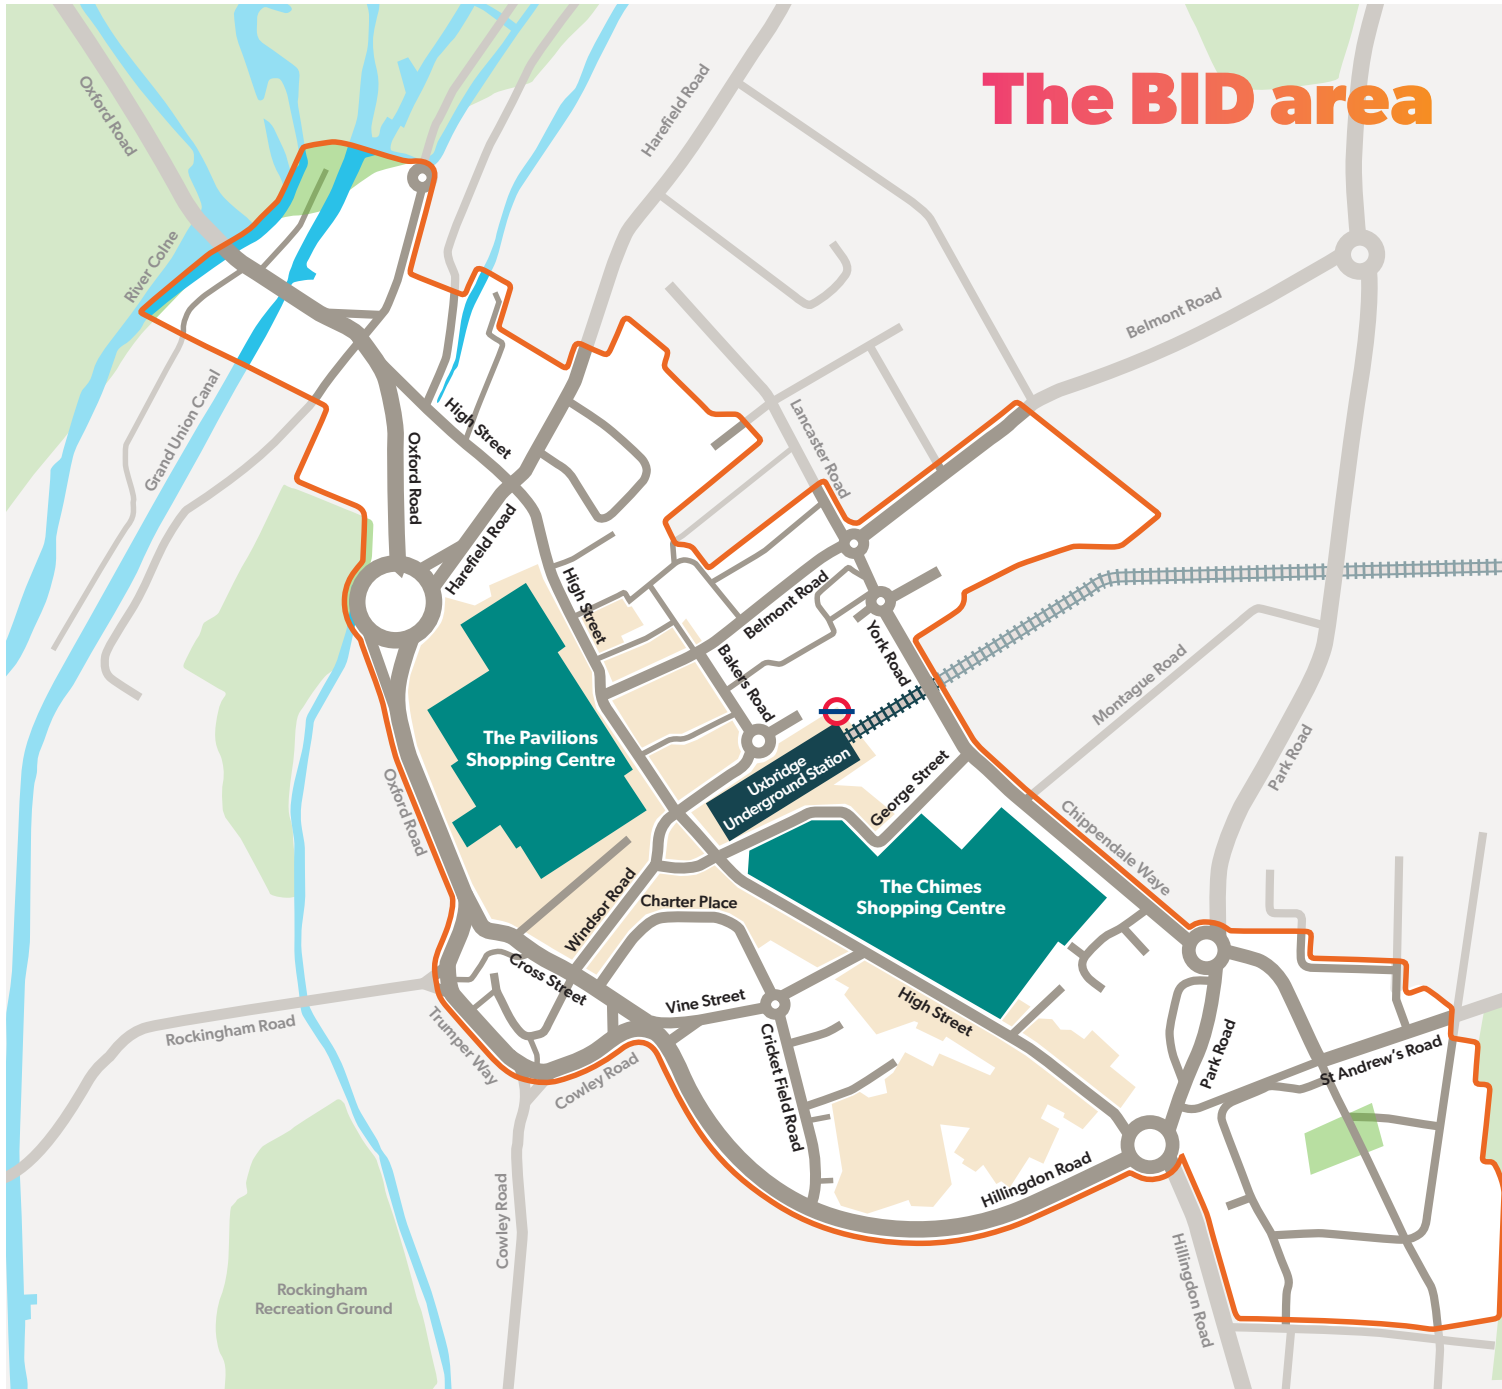 The BID area
Oxford Road
Harefield Road
River Colne
Belmont Road
Grand Union Canal
High Street
Lancaster Road
Oxford Road
Harefield Road
High Street
Belmont Road
York Road
Bakers Road
Montague Road
Park Road
The Pavilions
Shopping Centre
Uxbridge
Underground Station
George Street
Oxford Road
Chippendale Waye
The Chimes
Shopping Centre
Windsor Road
Charter Place
Cross Street
Vine Street
High Street
Rockingham Road
Trumper Way
Cowley Road
Cricket Field Road
Park Road
St Andrew's Road
Hillingdon Road
Cowley Road
Hillingdon Road
Rockingham
Recreation Ground